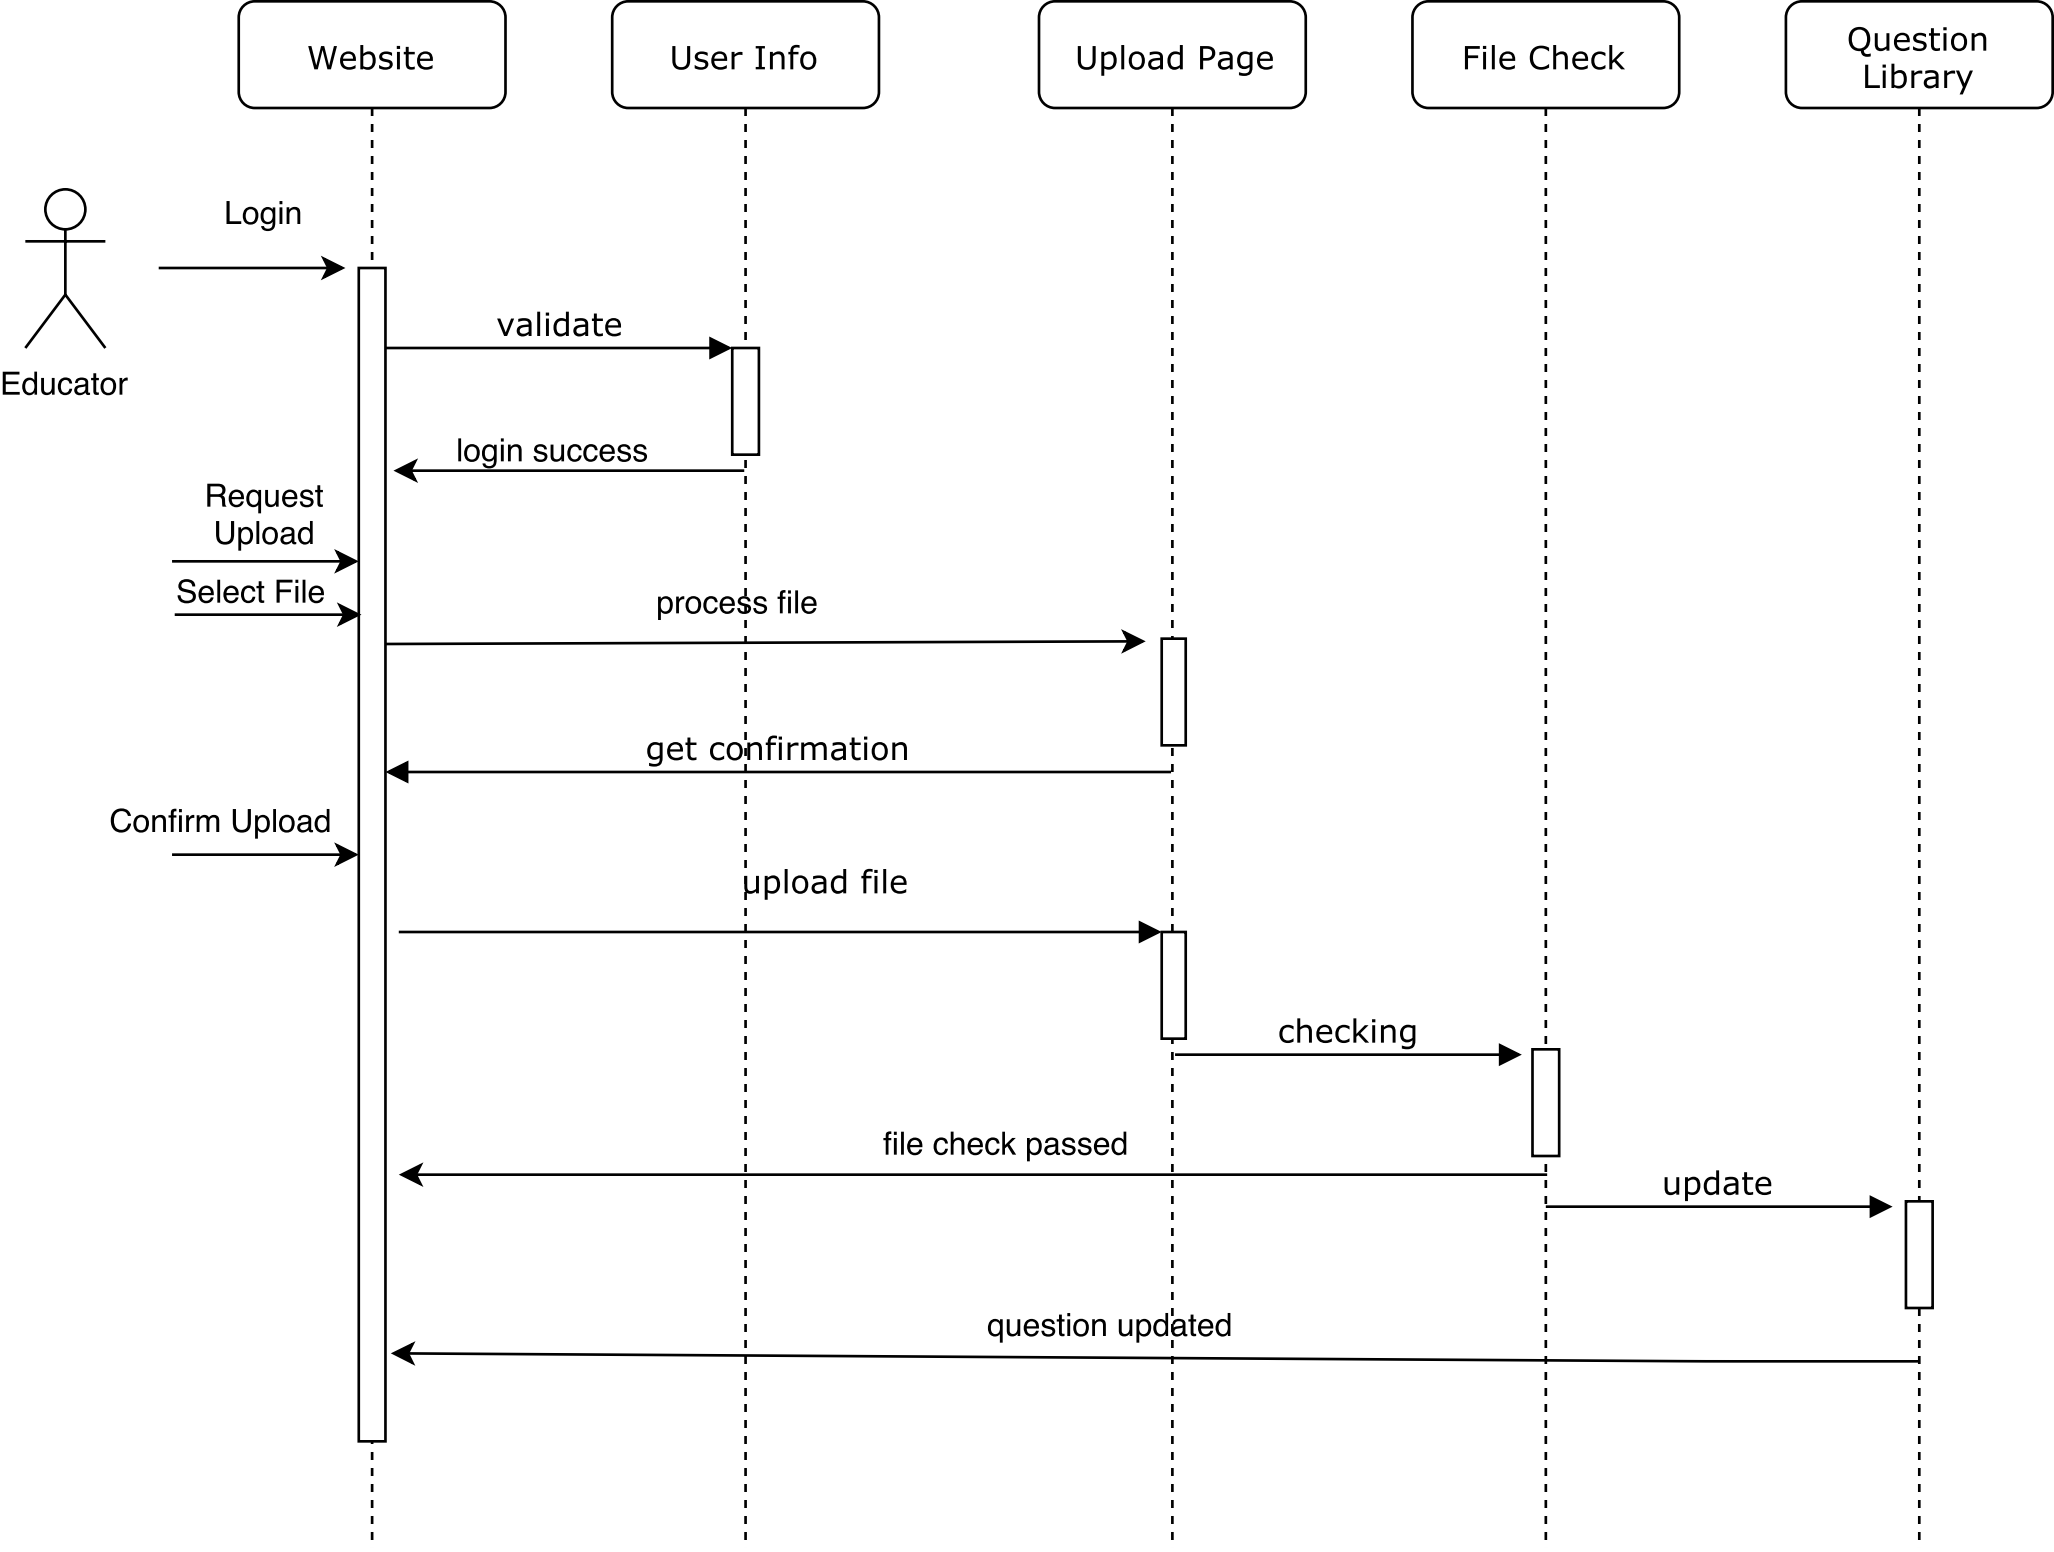 Website
User Info
Upload Page
File Check
Question
Library
Login
Educator
validate
login success
Request
Upload
Select File
process file
get confirmation
Confirm Upload
upload file
checking
file check passed
update
question updated